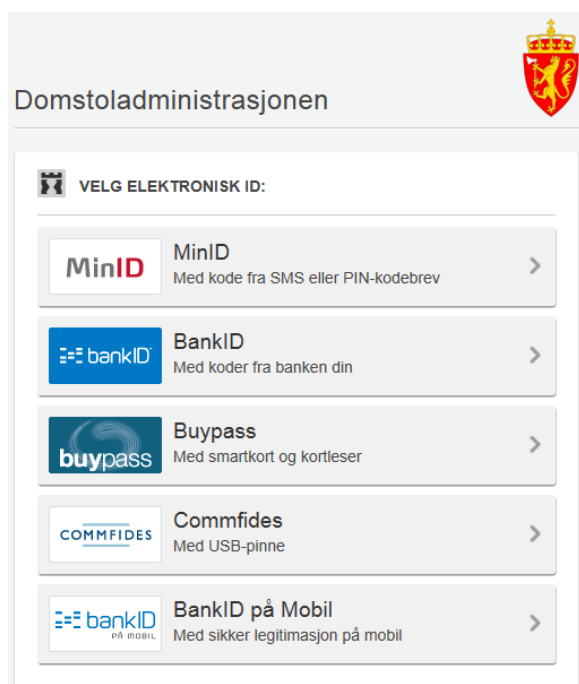 Domstoladministrasjonen
VELG ELEKTRONISK ID:
MinID
MinID
Med kode fra SMS eller PIN-kodebrev
bankID
BankID
Med koder fra banken din
buypass
Buypass
Med smartkort og kortleser
COMMFIDES
Commfides
Med USB-pinne
bankID
PÅ MOBIL
BankID på Mobil
Med sikker legitimasjon på mobil